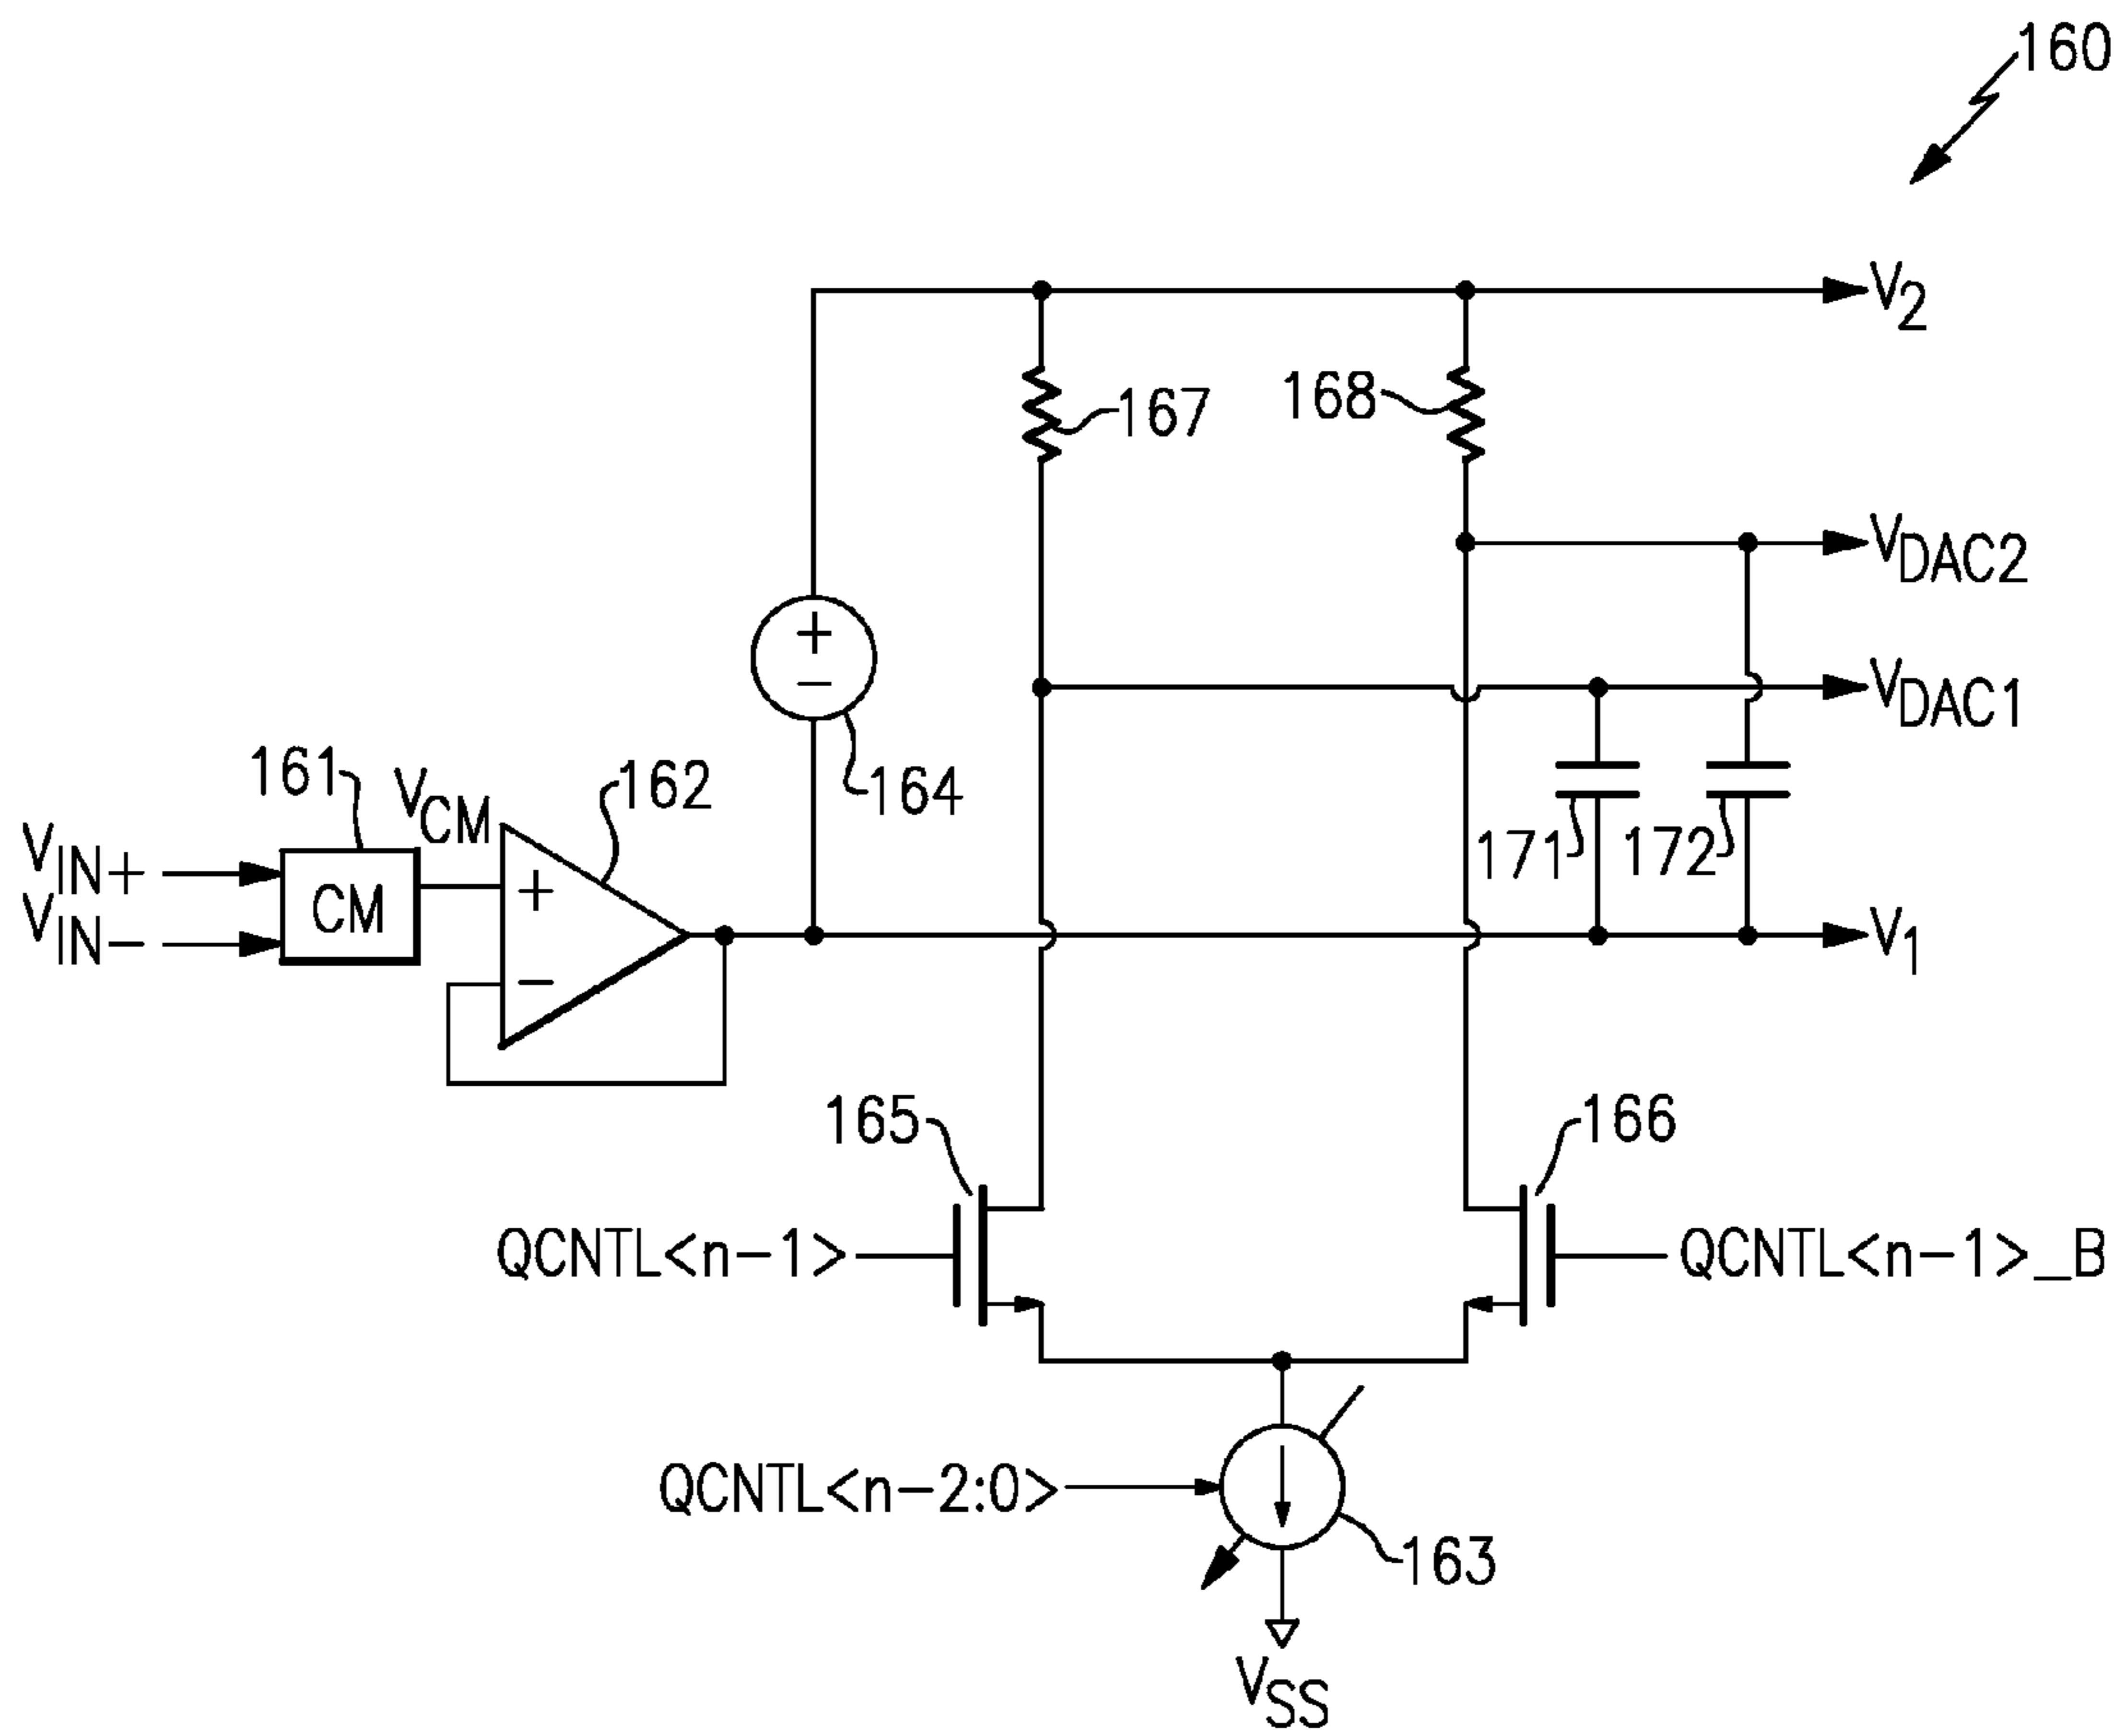 160
V2
167
168
VDAC2
VDAC1
164
161
VCM
162
171
172
VIN+
VIN-
CM
+
-
+
-
V1
165
166
QCNTL<n-1>
QCNTL<n-1>_B
QCNTL<n-2:0>
163
VSS